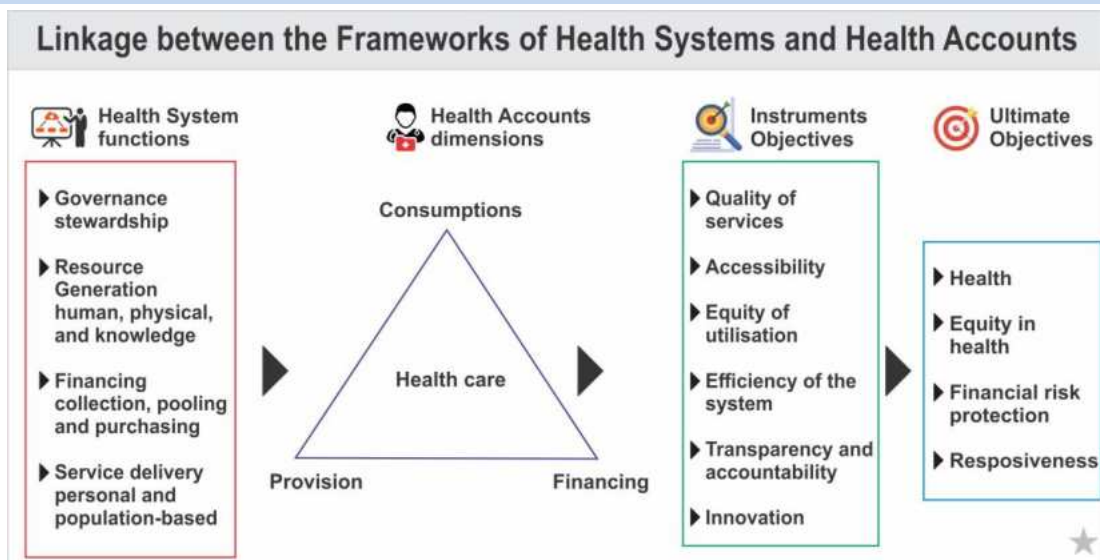 Linkage between the Frameworks of Health Systems and Health Accounts
Health System
functions
Governance
stewardship
Resource
Generation
human, physical,
and knowledge
Financing
collection, pooling
and purchasing
Service delivery
personal and
population-based
Health Accounts
dimensions
Consumptions
Health care
Provision
Financing
Instruments
Objectives
Quality of
services
Accessibility
Equity of
utilisation
Efficiency of the
system
Transparency and
accountability
Innovation
Ultimate
Objectives
Health
Equity in
health
Financial risk
protection
Resposiveness